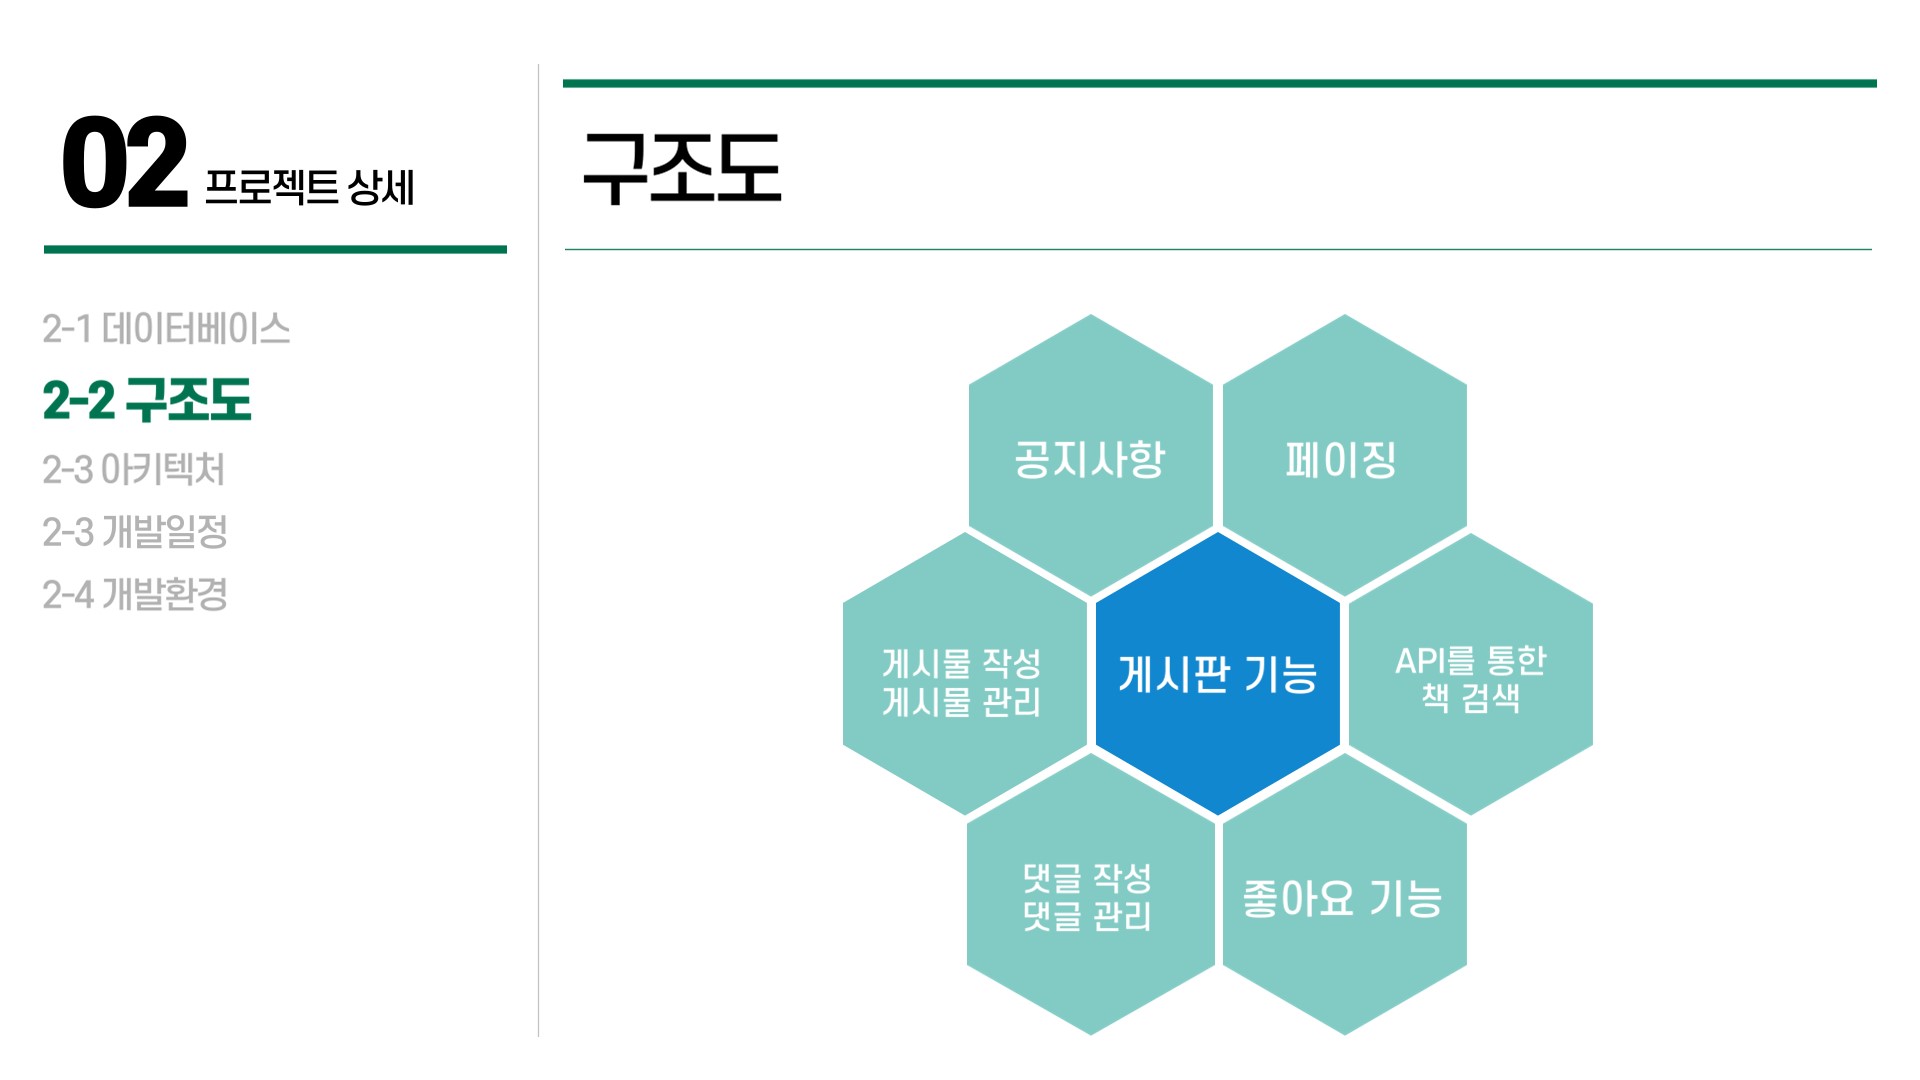 02 프로젝트 상세
2-1 데이터베이스
2-2 구조도
2-3 아키텍처
2-3 개발일정
2-4 개발환경
구조도
공지사항
페이징
게시물 작성
게시물 관리
게시판 기능
API를 통한
책 검색
댓글 작성
댓글 관리
좋아요 기능